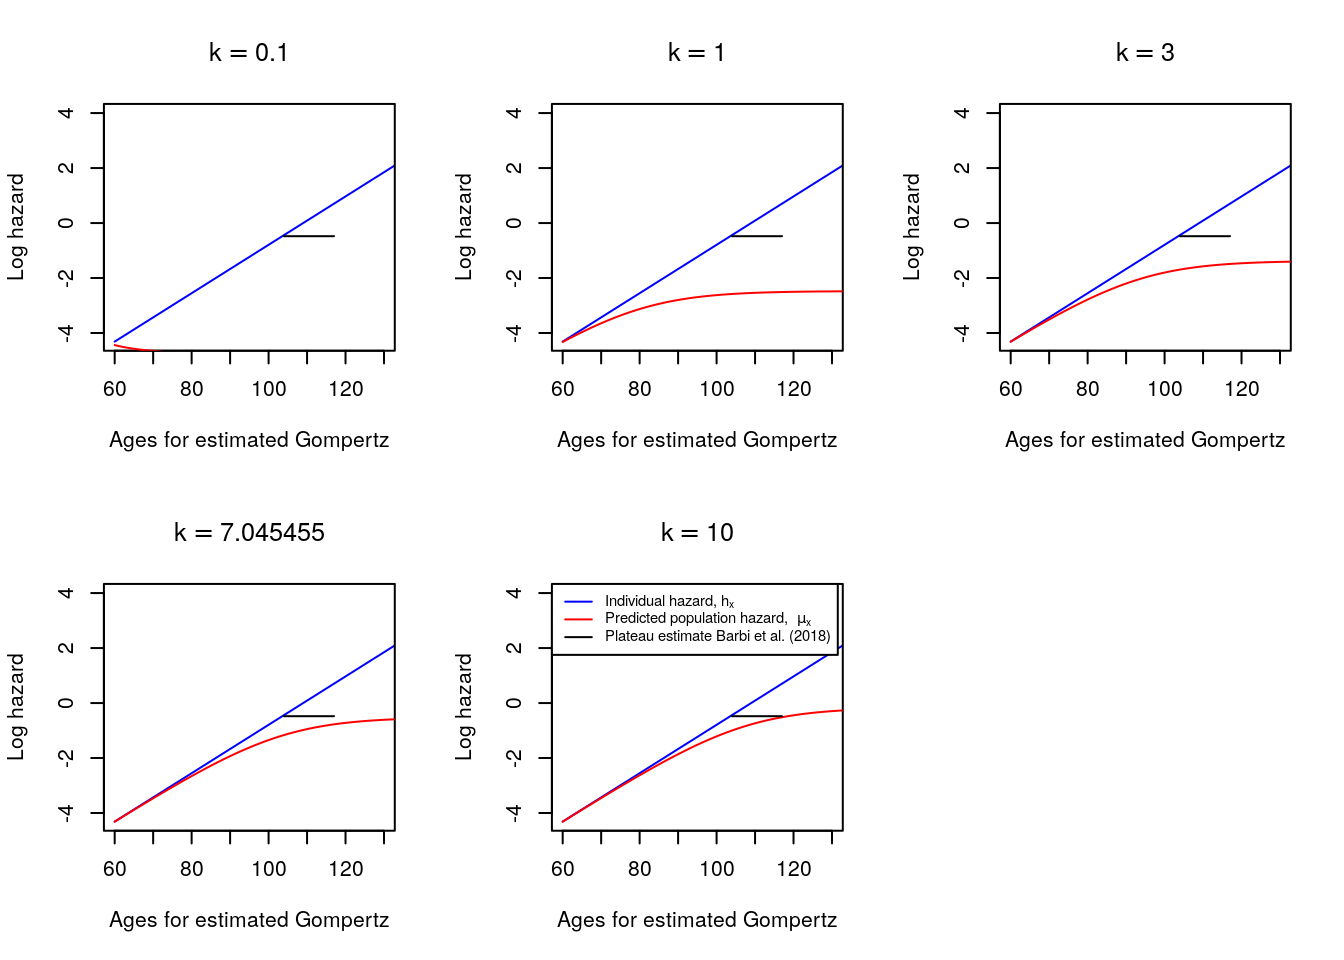 k = 0.1
Log hazard
4
2
0
-2
-4
60 80 100 120
Ages for estimated Gompertz
k = 1
Log hazard
4
2
0
-2
-4
60 80 100 120
Ages for estimated Gompertz
k = 3
Log hazard
4
2
0
-2
-4
60 80 100 120
Ages for estimated Gompertz
k = 7.045455
Log hazard
4
2
0
-2
-4
60 80 100 120
Ages for estimated Gompertz
k = 10
Log hazard
4
2
0
-2
-4
Individual hazard, hₓ
Predicted population hazard, μₓ
Plateau estimate Barbi et al. (2018)
60 80 100 120
Ages for estimated Gompertz